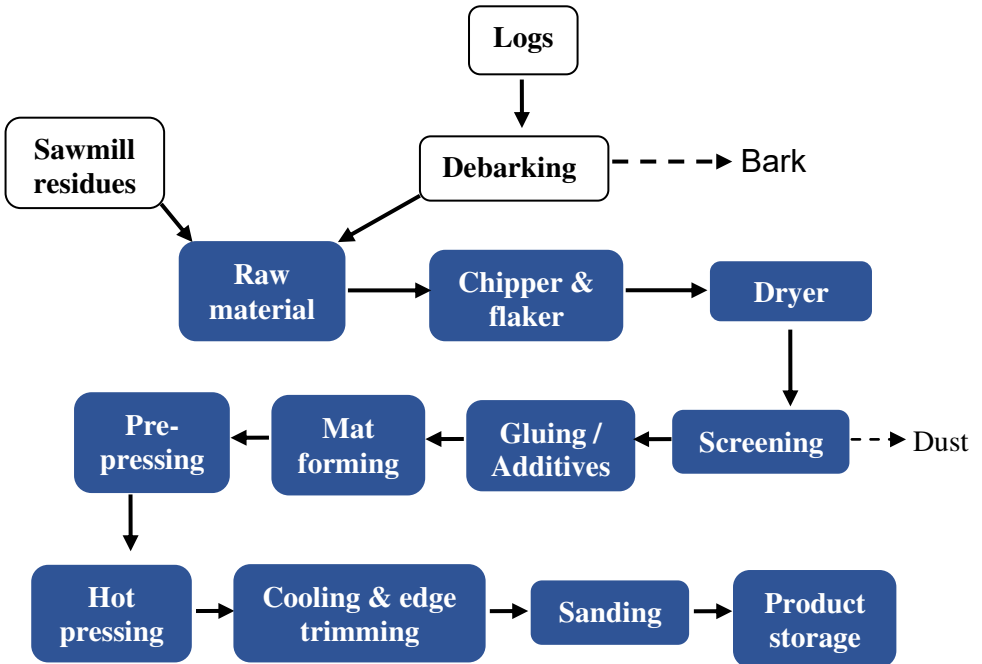 Logs
Sawmill
residues
Debarking
Bark
Raw
material
Chipper &
flaker
Dryer
Pre-
pressing
Mat
forming
Gluing /
Additives
Screening
Dust
Hot
pressing
Cooling & edge
trimming
Sanding
Product
storage